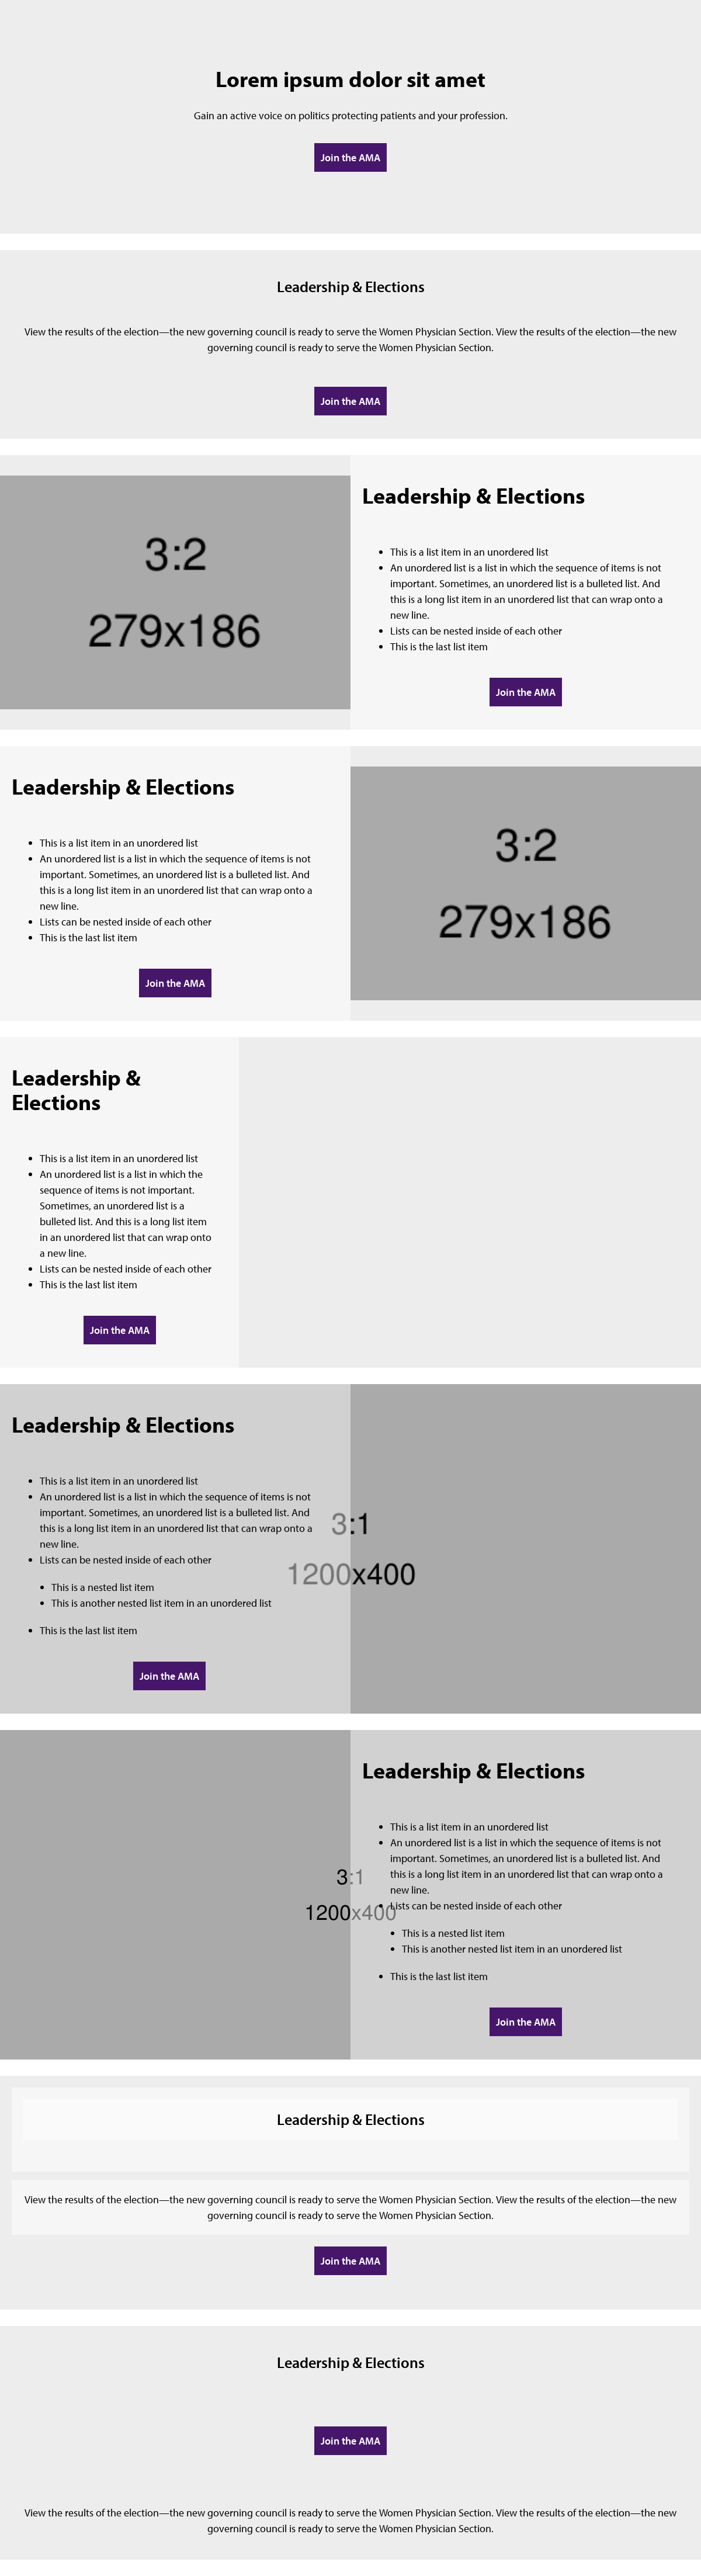 Lorem ipsum dolor sit amet
Gain an active voice on politics protecting patients and your profession.
Join the AMA
Leadership & Elections
View the results of the election—the new governing council is ready to serve the Women Physician Section. View the results of the election—the new
governing council is ready to serve the Women Physician Section.
Join the AMA
3:2
279x186
Leadership & Elections
This is a list item in an unordered list
An unordered list is a list in which the sequence of items is not
important. Sometimes, an unordered list is a bulleted list. And
this is a long list item in an unordered list that can wrap onto a
new line.
Lists can be nested inside of each other
This is the last list item
Join the AMA
Leadership & Elections
This is a list item in an unordered list
An unordered list is a list in which the sequence of items is not
important. Sometimes, an unordered list is a bulleted list. And
this is a long list item in an unordered list that can wrap onto a
new line.
Lists can be nested inside of each other
This is the last list item
Join the AMA
3:2
279x186
Leadership &
Elections
This is a list item in an unordered list
An unordered list is a list in which the
sequence of items is not important.
Sometimes, an unordered list is a
bulleted list. And this is a long list item
in an unordered list that can wrap onto
a new line.
Lists can be nested inside of each other
This is the last list item
Join the AMA
Leadership & Elections
This is a list item in an unordered list
An unordered list is a list in which the sequence of items is not
important. Sometimes, an unordered list is a bulleted list. And
this is a long list item in an unordered list that can wrap onto a
new line.
Lists can be nested inside of each other
This is a nested list item
This is another nested list item in an unordered list
This is the last list item
Join the AMA
3:1
1200x400
3:1
1200x400
Leadership & Elections
This is a list item in an unordered list
An unordered list is a list in which the sequence of items is not
important. Sometimes, an unordered list is a bulleted list. And
this is a long list item in an unordered list that can wrap onto a
new line.
Lists can be nested inside of each other
This is a nested list item
This is another nested list item in an unordered list
This is the last list item
Join the AMA
Leadership & Elections
View the results of the election—the new governing council is ready to serve the Women Physician Section. View the results of the election—the new
governing council is ready to serve the Women Physician Section.
Join the AMA
Leadership & Elections
Join the AMA
View the results of the election—the new governing council is ready to serve the Women Physician Section. View the results of the election—the new
governing council is ready to serve the Women Physician Section.